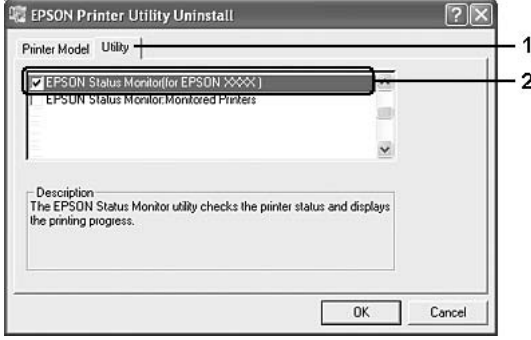 EPSON Printer Utility Uninstall
Printer Model Utility
1
EPSON Status Monitor(for EPSON XXXX )
2
EPSON Status Monitor:Monitored Printers
Description
The EPSON Status Monitor utility checks the printer status and displays
the printing progress.
OK Cancel